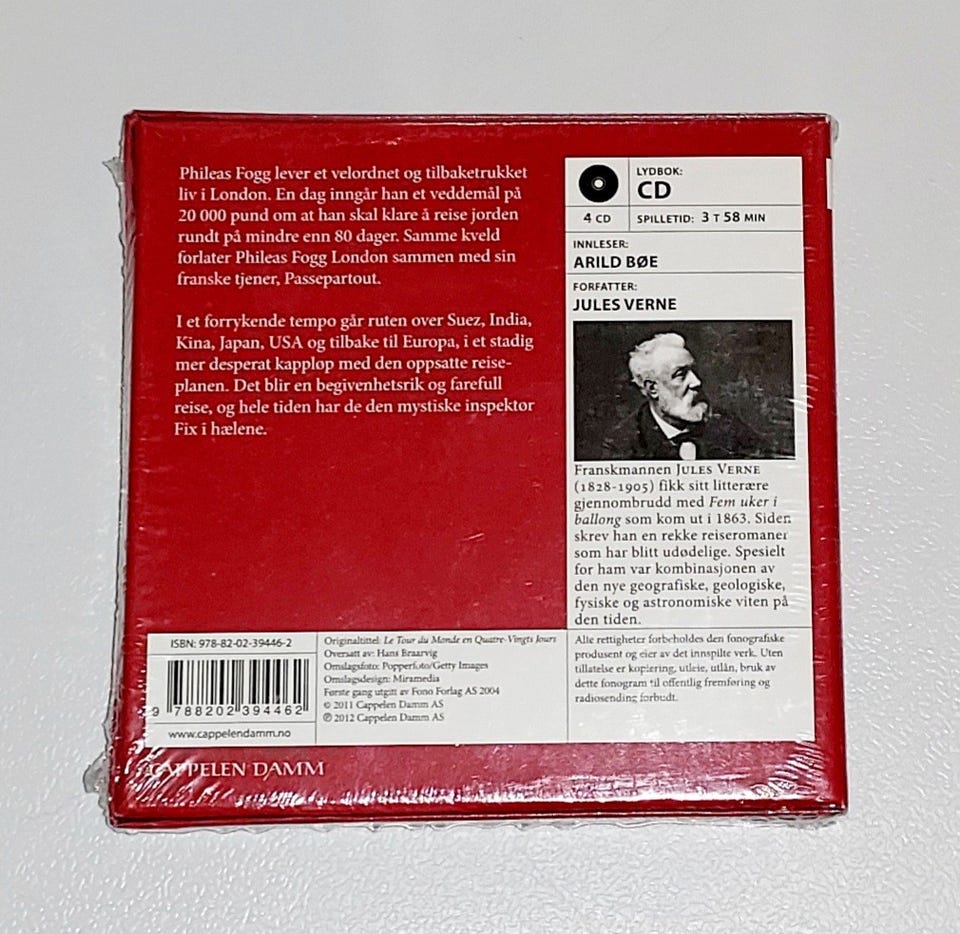 Phileas Fogg lever et velordnet og tilbaketrukket
liv i London. En dag inngår han et veddemål på
20 000 pund om at han skal klare å reise jorden
rundt på mindre enn 80 dager. Samme kveld
forlater Phileas Fogg London sammen med sin
franske tjener, Passepartout.
I et forrykende tempo går ruten over Suez, India,
Kina, Japan, USA og tilbake til Europa, i et stadig
mer desperat kappløp med den oppsatte reise-
planen. Det blir en begivenhetsrik og farefull
reise, og hele tiden har de den mystiske inspektør
Fix i hælene.
LYDBOK:
CD
4 CD
SPILLETID: 3 T 58 MIN
INNLESER:
ARILD BØE
FORFATTER:
JULES VERNE
Franskmannen JULES VERNE
(1828-1905) fikk sitt litterære
gjennombrudd med Fem uker i
ballong som kom ut i 1863. Siden
skrev han en rekke reiseromaner
som har blitt udødelige. Spesielt
for ham var kombinasjonen av
den nye geografiske, geologiske,
fysiske og astronomiske viten på
den tiden.
ISBN: 978-82-02-39446-2
9 788202 394462
www.cappelendamm.no
Originaltittel: Le Tour du Monde en Quatre-Vingts Jours
Oversatt av: Hans Braarvig
Omslagsfoto: Popperfoto/Getty Images
Omslagsdesign: Miramedia
Første gang utgitt av Fono Forlag AS 2004
© 2011 Cappelen Damm AS
℗ 2012 Cappelen Damm AS
Alle rettigheter forbeholdes den fonografiske
produsent og eier av det innspilte verk. Uten
tillatelse er kopiering, utleie, utlån, bruk av
dette fonogram til offentlig fremføring og
radiosending forbudt.
CAPPELEN DAMM